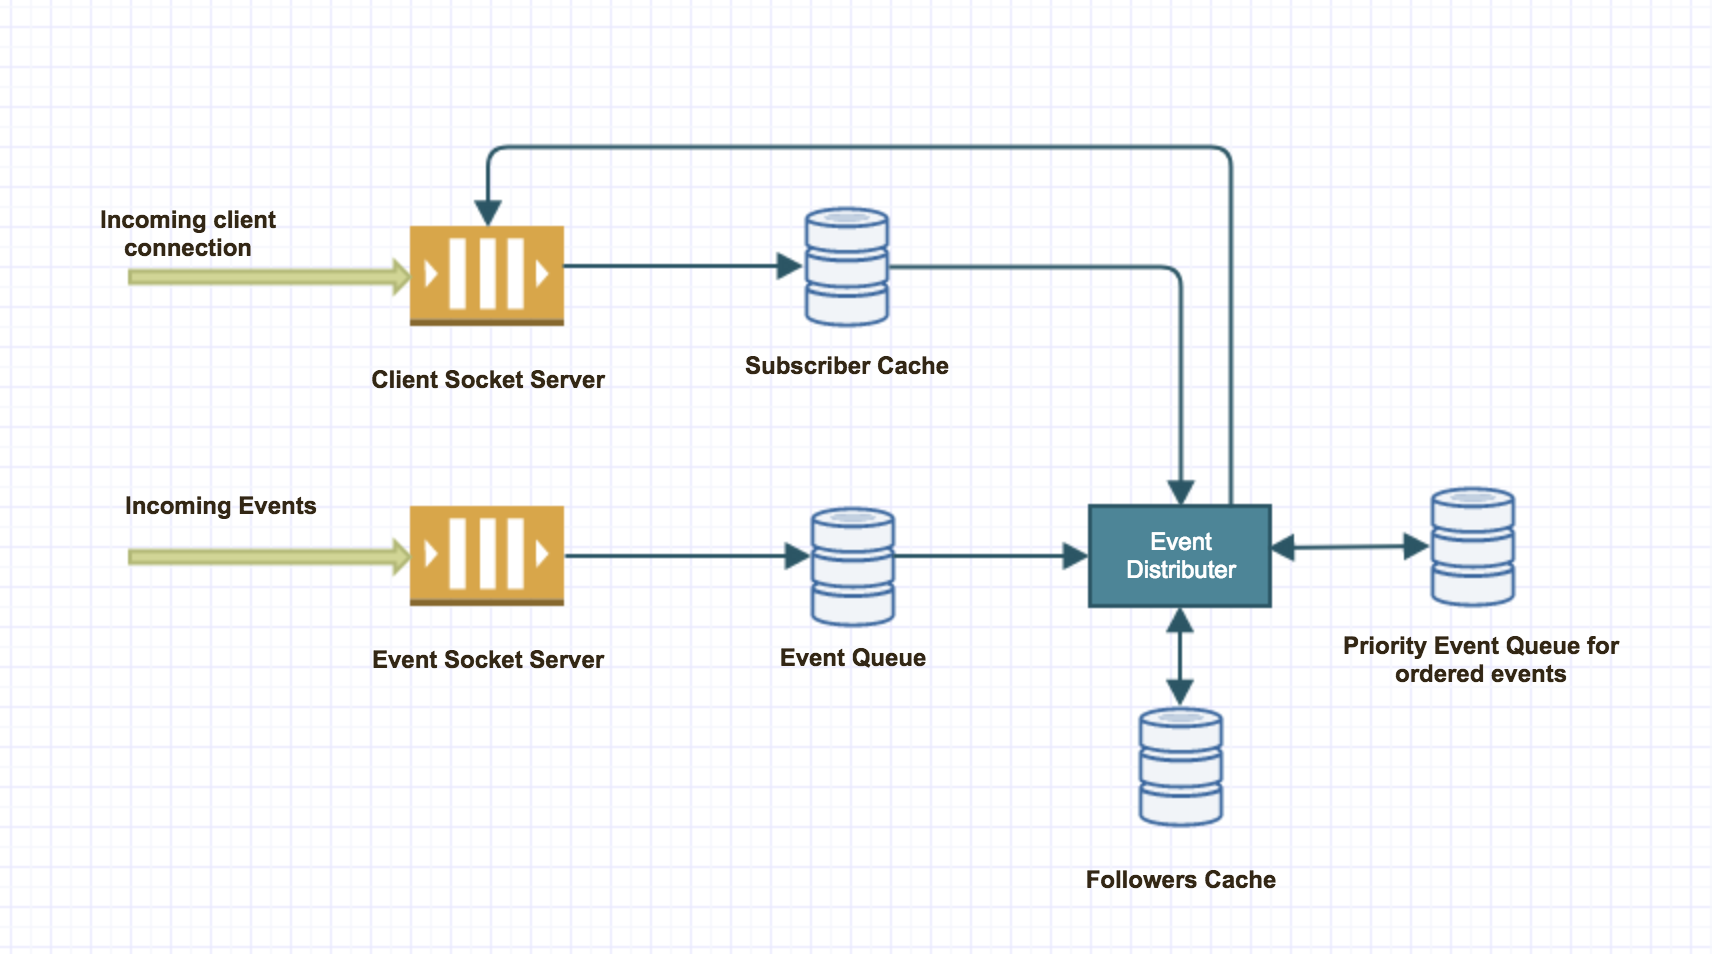 Incoming client
connection
Client Socket Server
Subscriber Cache
Incoming Events
Event Socket Server
Event Queue
Event
Distributer
Priority Event Queue for
ordered events
Followers Cache